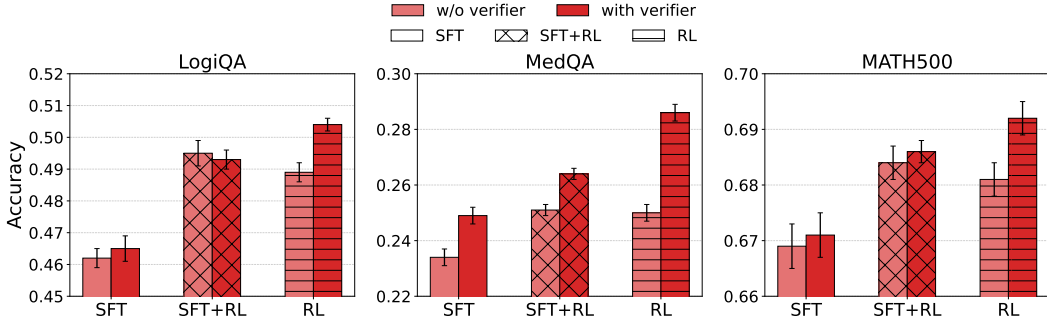 w/o verifier with verifier
SFT SFT+RL RL
LogiQA MedQA MATH500
Accuracy
0.52
0.51
0.50
0.49
0.48
0.47
0.46
0.45
SFT SFT+RL RL
0.30
0.28
0.26
0.24
0.22
SFT SFT+RL RL
0.70
0.69
0.68
0.67
0.66
SFT SFT+RL RL